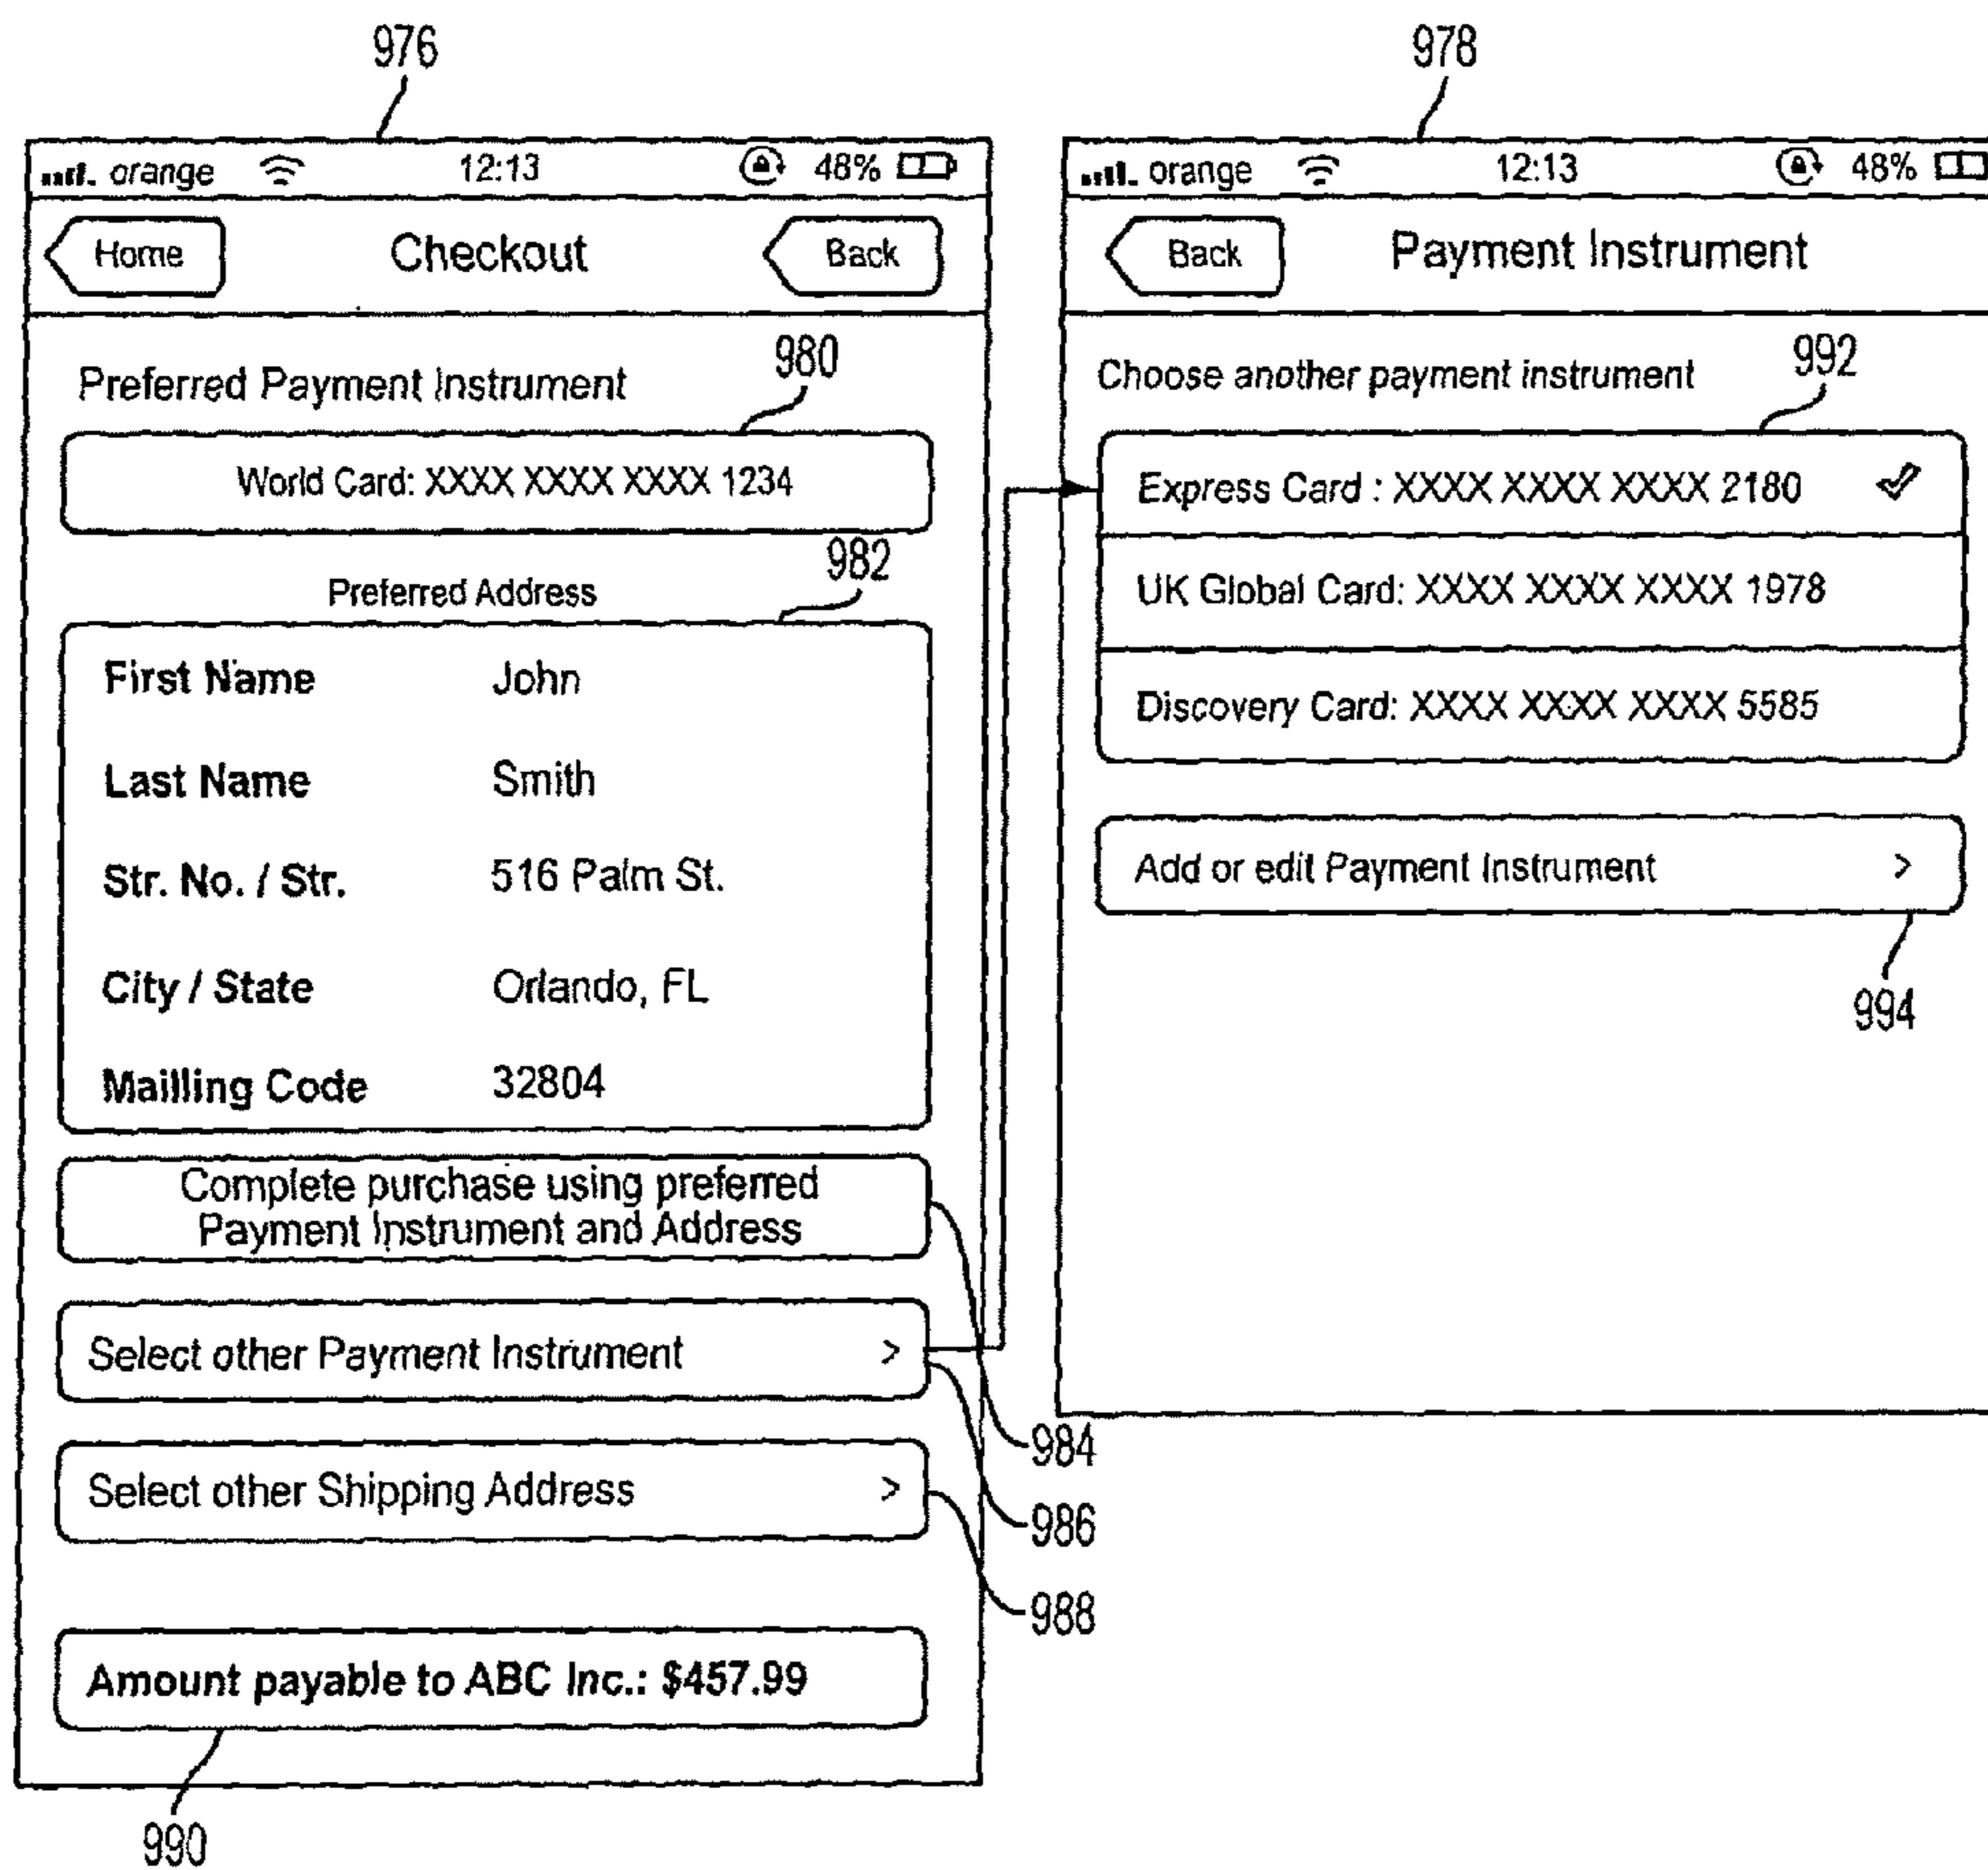 976
orange 12:13 48%
Home Checkout Back
Preferred Payment Instrument
980
World Card: XXXX XXXX XXXX 1234
Preferred Address
982
First Name John
Last Name Smith
Str. No. / Str. 516 Palm St.
City / State Orlando, FL
Mailling Code 32804
Complete purchase using preferred
Payment Instrument and Address
984
Select other Payment Instrument >
986
Select other Shipping Address >
988
Amount payable to ABC Inc.: $457.99
990
978
orange 12:13 48%
Back Payment Instrument
Choose another payment instrument
992
Express Card : XXXX XXXX XXXX 2180
UK Global Card: XXXX XXXX XXXX 1978
Discovery Card: XXXX XXXX XXXX 5585
Add or edit Payment Instrument >
994